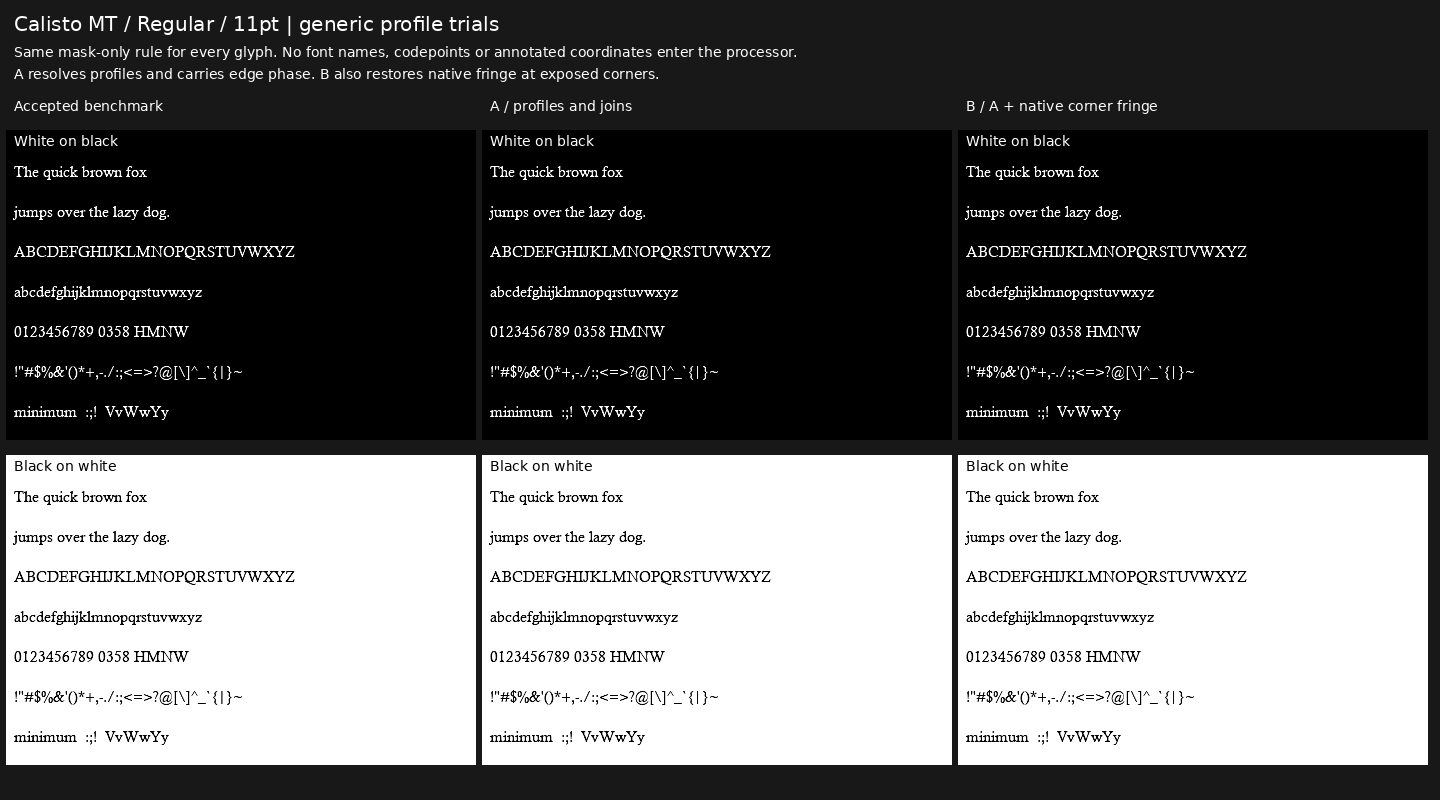 Calisto MT / Regular / 11pt | generic profile trials
Same mask-only rule for every glyph. No font names, codepoints or annotated coordinates enter the processor.
A resolves profiles and carries edge phase. B also restores native fringe at exposed corners.
Accepted benchmark
White on black
The quick brown fox
jumps over the lazy dog.
ABCDEFGHIJKLMNOPQRSTUVWXYZ
abcdefghijklmnopqrstuvwxyz
0123456789 0358 HMNW
!"#$%&'()*+,-./:;<=>?@[\]^_`{|}~
minimum  :;!  VvWwYy
Black on white
The quick brown fox
jumps over the lazy dog.
ABCDEFGHIJKLMNOPQRSTUVWXYZ
abcdefghijklmnopqrstuvwxyz
0123456789 0358 HMNW
!"#$%&'()*+,-./:;<=>?@[\]^_`{|}~
minimum  :;!  VvWwYy
A / profiles and joins
White on black
The quick brown fox
jumps over the lazy dog.
ABCDEFGHIJKLMNOPQRSTUVWXYZ
abcdefghijklmnopqrstuvwxyz
0123456789 0358 HMNW
!"#$%&'()*+,-./:;<=>?@[\]^_`{|}~
minimum  :;!  VvWwYy
Black on white
The quick brown fox
jumps over the lazy dog.
ABCDEFGHIJKLMNOPQRSTUVWXYZ
abcdefghijklmnopqrstuvwxyz
0123456789 0358 HMNW
!"#$%&'()*+,-./:;<=>?@[\]^_`{|}~
minimum  :;!  VvWwYy
B / A + native corner fringe
White on black
The quick brown fox
jumps over the lazy dog.
ABCDEFGHIJKLMNOPQRSTUVWXYZ
abcdefghijklmnopqrstuvwxyz
0123456789 0358 HMNW
!"#$%&'()*+,-./:;<=>?@[\]^_`{|}~
minimum  :;!  VvWwYy
Black on white
The quick brown fox
jumps over the lazy dog.
ABCDEFGHIJKLMNOPQRSTUVWXYZ
abcdefghijklmnopqrstuvwxyz
0123456789 0358 HMNW
!"#$%&'()*+,-./:;<=>?@[\]^_`{|}~
minimum  :;!  VvWwYy